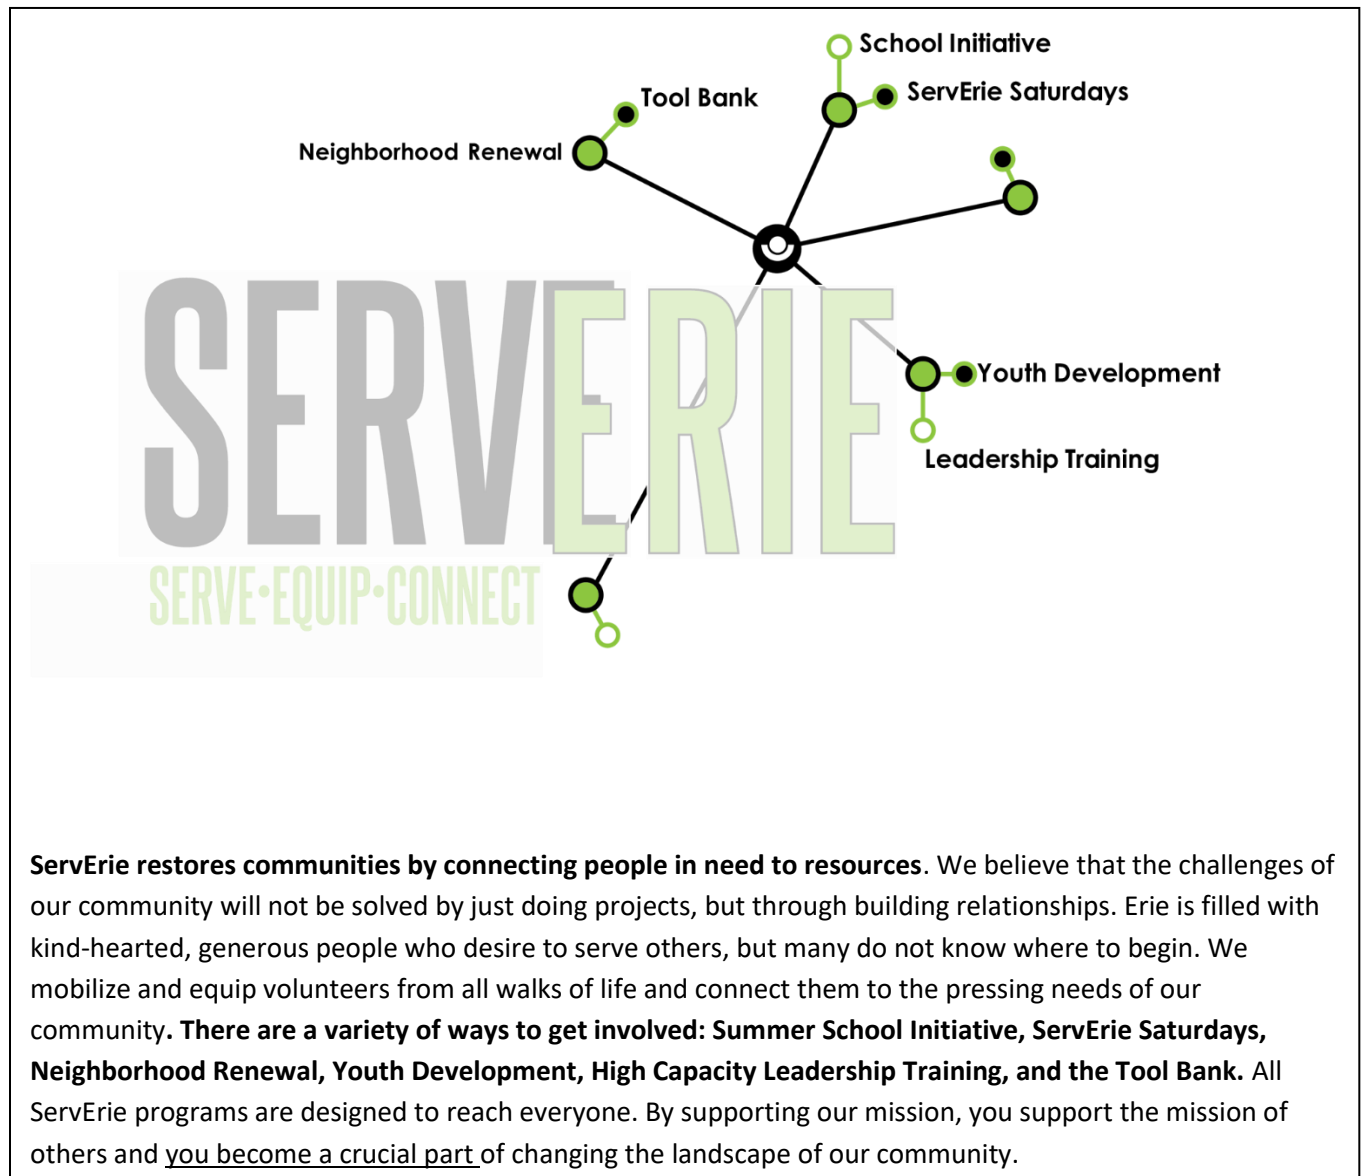 School Initiative
Tool Bank
ServErie Saturdays
Neighborhood Renewal
SERVERIE
Youth Development
Leadership Training
SERVE•EQUIP•CONNECT
ServErie restores communities by connecting people in need to resources. We believe that the challenges of
our community will not be solved by just doing projects, but through building relationships. Erie is filled with
kind-hearted, generous people who desire to serve others, but many do not know where to begin. We
mobilize and equip volunteers from all walks of life and connect them to the pressing needs of our
community. There are a variety of ways to get involved: Summer School Initiative, ServErie Saturdays,
Neighborhood Renewal, Youth Development, High Capacity Leadership Training, and the Tool Bank. All
ServErie programs are designed to reach everyone. By supporting our mission, you support the mission of
others and you become a crucial part of changing the landscape of our community.